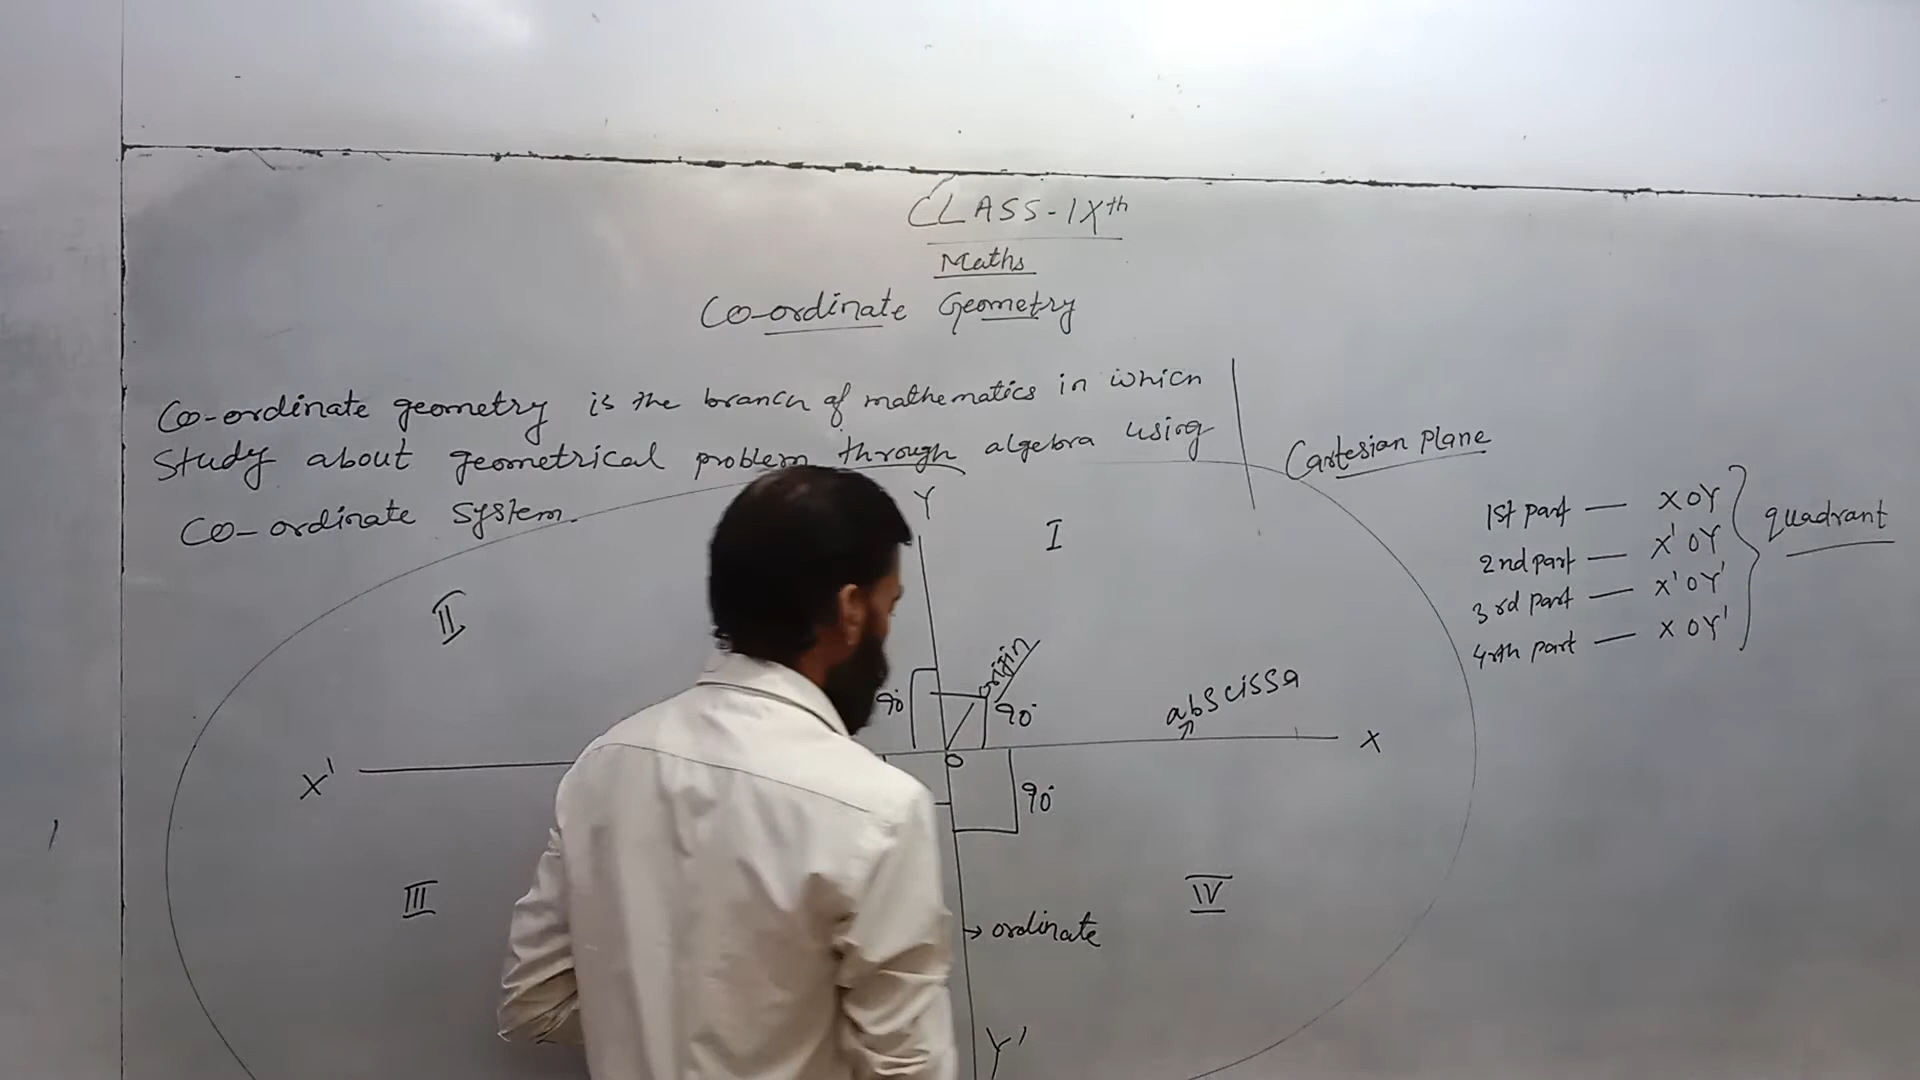 CLASS-IXth
Maths
Co-ordinate Geometry
Co-ordinate geometry is the branch of mathematics in which
Study about geometrical problem through algebra using
Co-ordinate System.
Cartesian Plane
1st part — XOY
2nd part — X'OY
3rd part — X'OY'
4rth part — XOY'
quadrant
Y
I
II
origin
90°
90°
abscissa
X'
O
X
90°
III
IV
→ ordinate
Y'